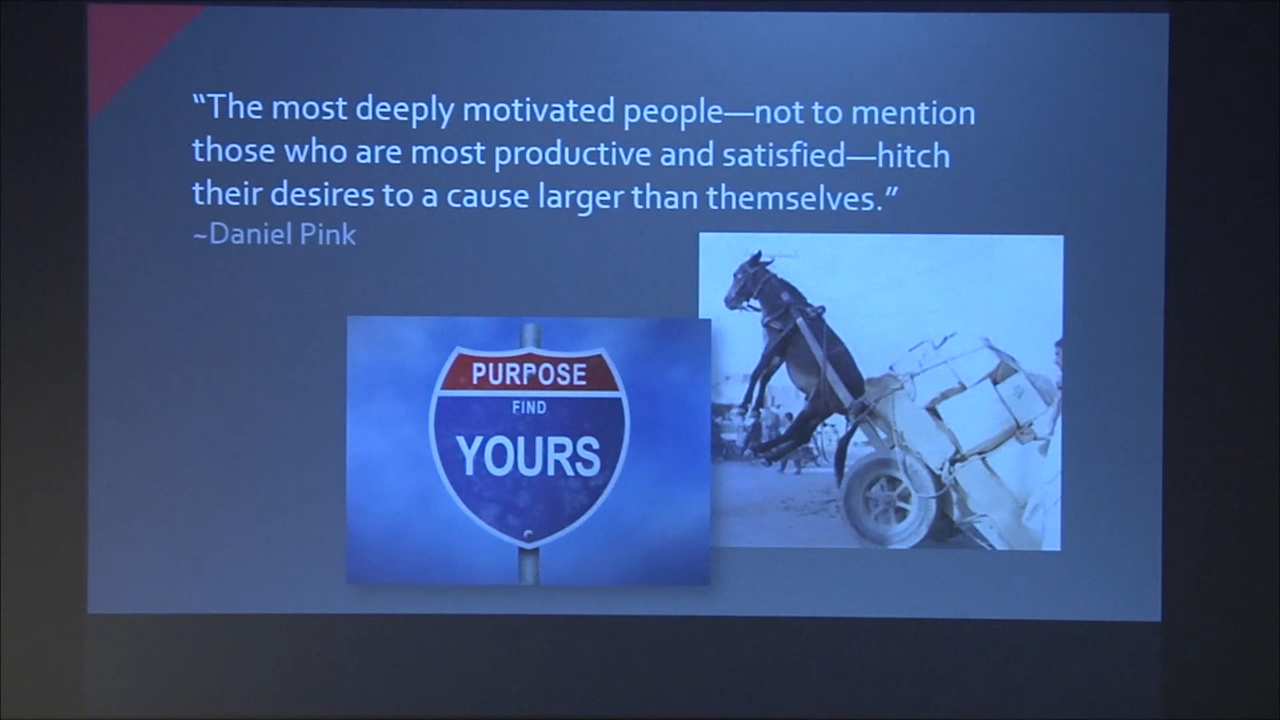 “The most deeply motivated people—not to mention
those who are most productive and satisfied—hitch
their desires to a cause larger than themselves.”
~Daniel Pink
PURPOSE
FIND
YOURS